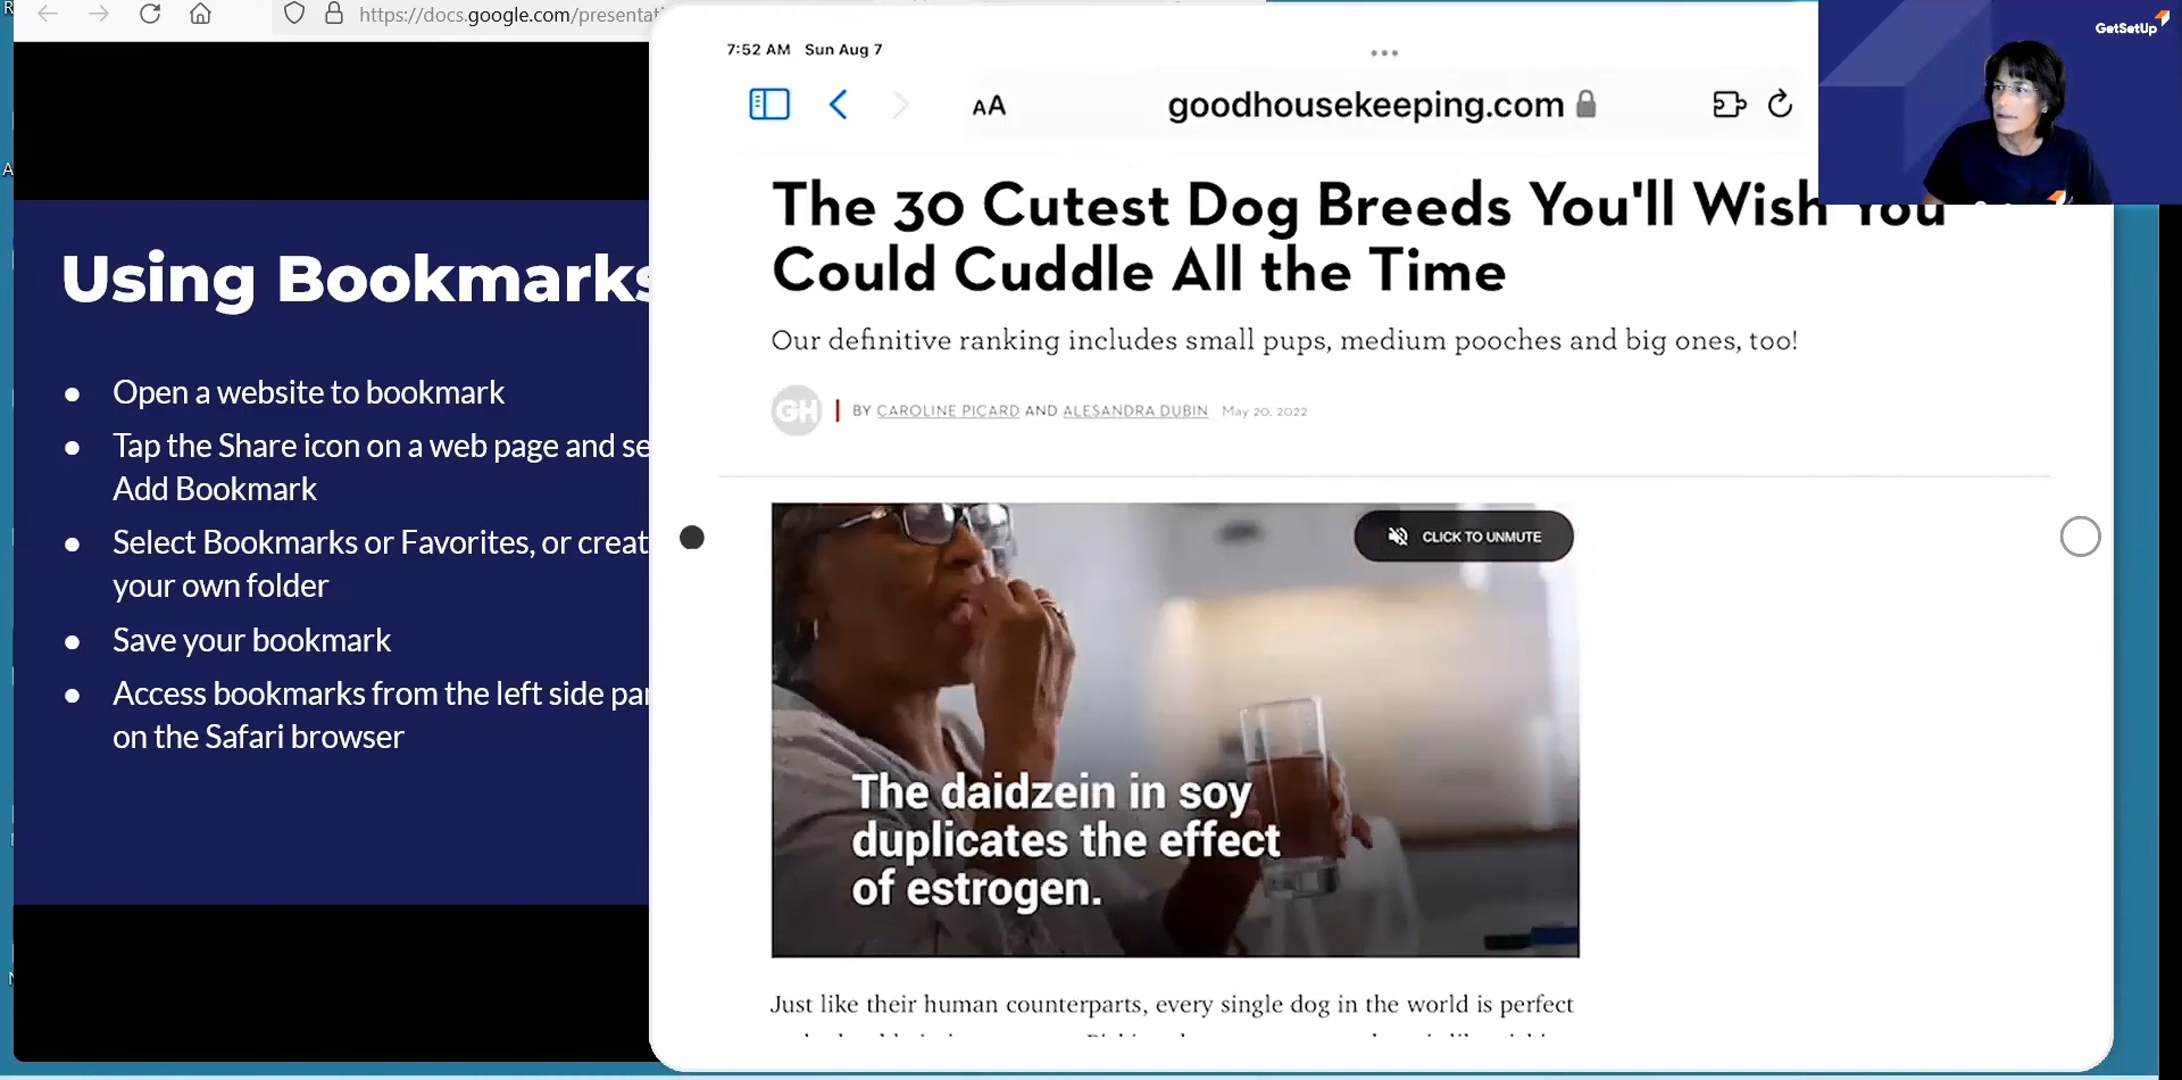 https://docs.google.com/presentati
Using Bookmarks
Open a website to bookmark
Tap the Share icon on a web page and se
Add Bookmark
Select Bookmarks or Favorites, or creat
your own folder
Save your bookmark
Access bookmarks from the left side pan
on the Safari browser
7:52 AM Sun Aug 7
AA
goodhousekeeping.com
The 30 Cutest Dog Breeds You'll Wish You
Could Cuddle All the Time
Our definitive ranking includes small pups, medium pooches and big ones, too!
GH
BY CAROLINE PICARD AND ALESANDRA DUBIN May 20, 2022
CLICK TO UNMUTE
The daidzein in soy
duplicates the effect
of estrogen.
Just like their human counterparts, every single dog in the world is perfect
GetSetUp